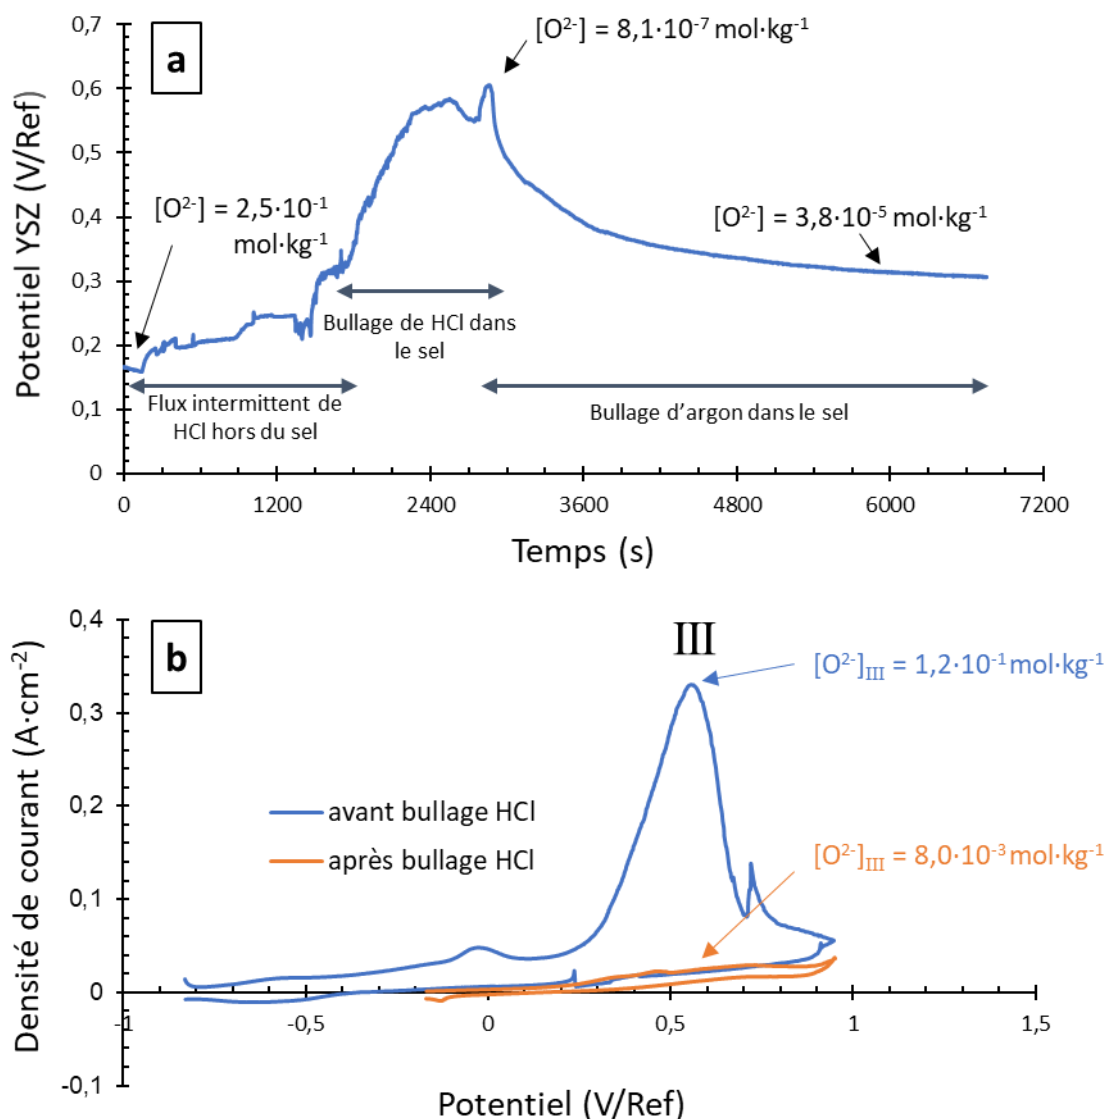 a
Potentiel YSZ (V/Ref)
0,7
0,6
0,5
0,4
0,3
0,2
0,1
0
[O²⁻] = 8,1·10⁻⁷ mol·kg⁻¹
[O²⁻] = 2,5·10⁻¹
mol·kg⁻¹
[O²⁻] = 3,8·10⁻⁵ mol·kg⁻¹
Bullage de HCl dans
le sel
Flux intermittent de
HCl hors du sel
Bullage d'argon dans le sel
0 1200 2400 3600 4800 6000 7200
Temps (s)
b
Densité de courant (A·cm⁻²)
0,4
0,3
0,2
0,1
0
-0,1
III
[O²⁻]III = 1,2·10⁻¹ mol·kg⁻¹
avant bullage HCl
après bullage HCl
[O²⁻]III = 8,0·10⁻³ mol·kg⁻¹
-1 -0,5 0 0,5 1 1,5
Potentiel (V/Ref)